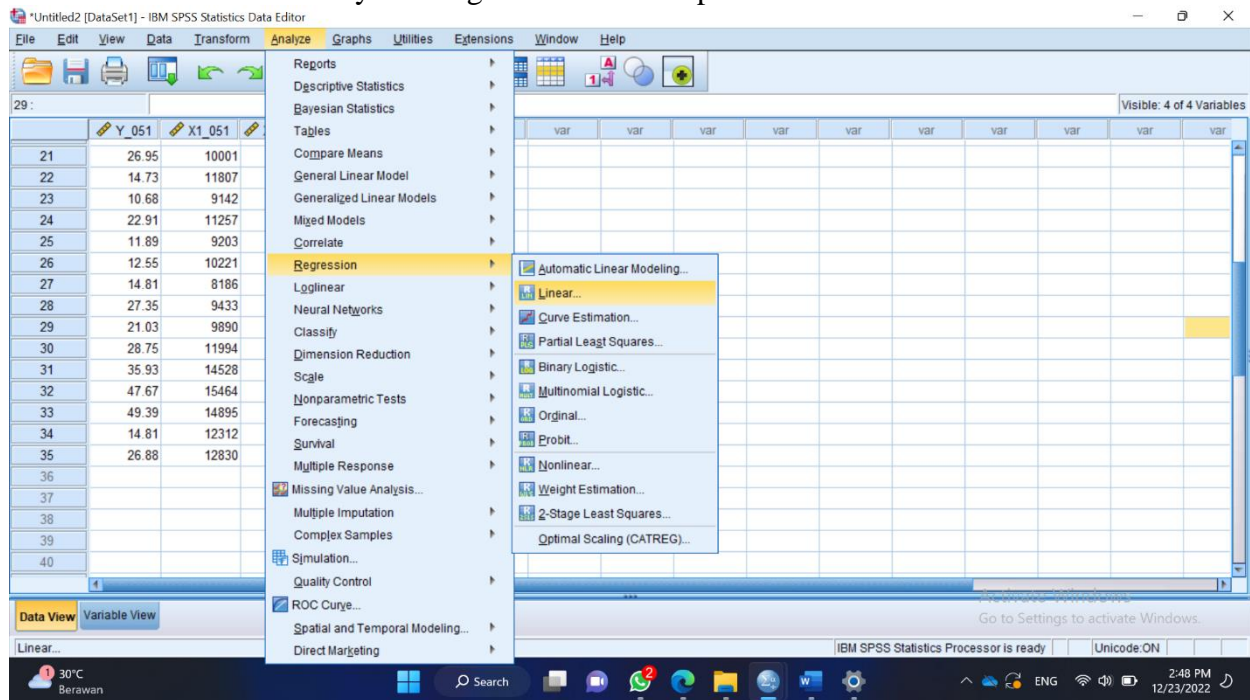 *Untitled2 [DataSet1] - IBM SPSS Statistics Data Editor
File Edit View Data Transform Analyze Graphs Utilities Extensions Window Help
29 :
Visible: 4 of 4 Variables
Y_051 X1_051 var var var var var var var var var var
21 26.95 10001
22 14.73 11807
23 10.68 9142
24 22.91 11257
25 11.89 9203
26 12.55 10221
27 14.81 8186
28 27.35 9433
29 21.03 9890
30 28.75 11994
31 35.93 14528
32 47.67 15464
33 49.39 14895
34 14.81 12312
35 26.88 12830
36
37
38
39
40
Reports
Descriptive Statistics
Bayesian Statistics
Tables
Compare Means
General Linear Model
Generalized Linear Models
Mixed Models
Correlate
Regression
Loglinear
Neural Networks
Classify
Dimension Reduction
Scale
Nonparametric Tests
Forecasting
Survival
Multiple Response
Missing Value Analysis...
Multiple Imputation
Complex Samples
Simulation...
Quality Control
ROC Curve...
Spatial and Temporal Modeling...
Direct Marketing
Automatic Linear Modeling...
Linear...
Curve Estimation...
Partial Least Squares...
Binary Logistic...
Multinomial Logistic...
Ordinal...
Probit...
Nonlinear...
Weight Estimation...
2-Stage Least Squares...
Optimal Scaling (CATREG)...
Data View Variable View
Activate Windows
Go to Settings to activate Windows.
Linear...
IBM SPSS Statistics Processor is ready Unicode:ON
1 30°C
Berawan
Search
2
ENG
2:48 PM
12/23/2022